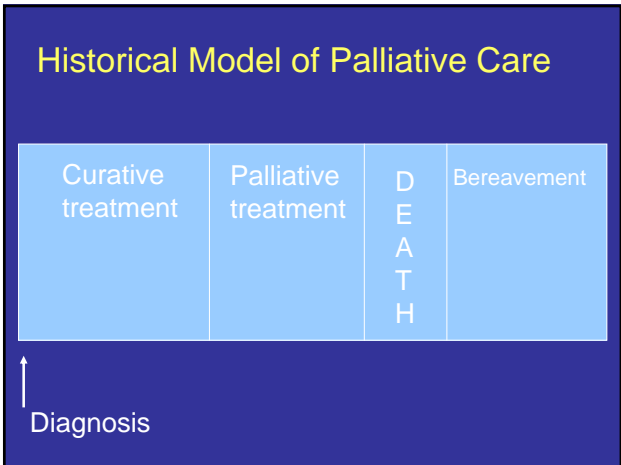 Historical Model of Palliative Care
Curative
treatment
Palliative
treatment
D
E
A
T
H
Bereavement
Diagnosis